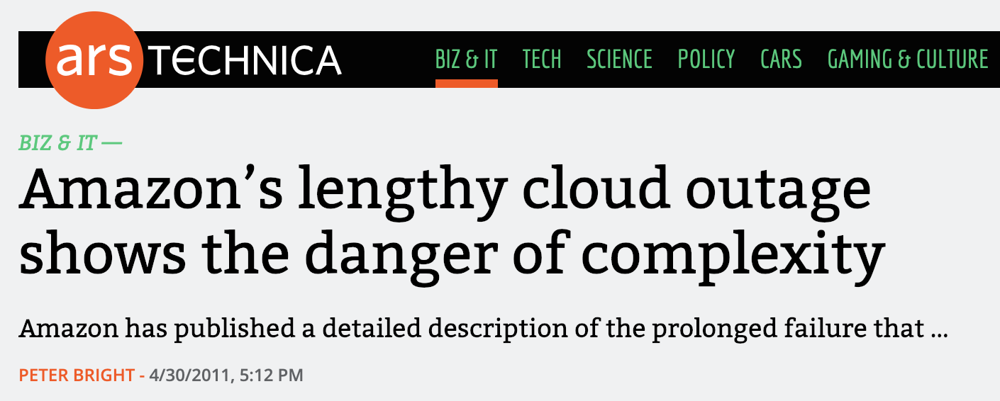 ars TECHNICA BIZ & IT TECH SCIENCE POLICY CARS GAMING & CULTURE
BIZ & IT —
Amazon’s lengthy cloud outage
shows the danger of complexity
Amazon has published a detailed description of the prolonged failure that ...
PETER BRIGHT - 4/30/2011, 5:12 PM